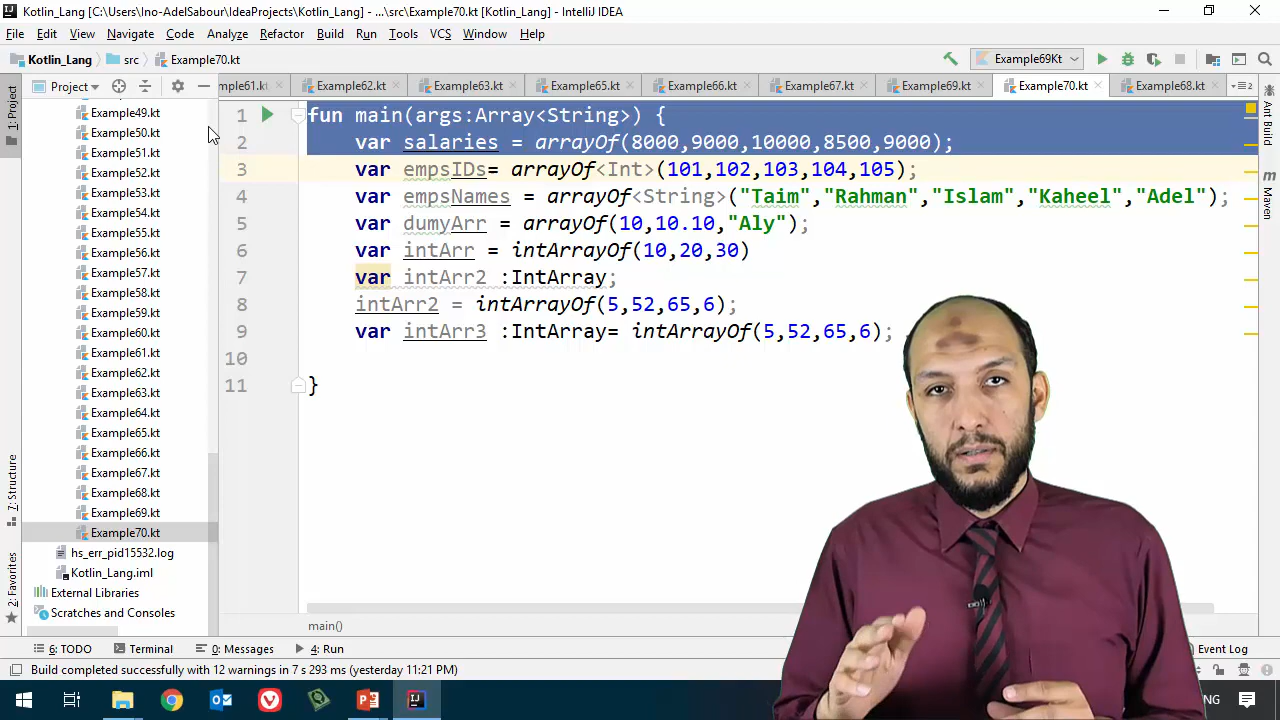 Kotlin_Lang [C:\Users\Ino-AdelSabour\IdeaProjects\Kotlin_Lang] - ...\src\Example70.kt [Kotlin_Lang] - IntelliJ IDEA
File Edit View Navigate Code Analyze Refactor Build Run Tools VCS Window Help
Kotlin_Lang src Example70.kt Example69Kt
Project mple61.kt Example62.kt Example63.kt Example65.kt Example66.kt Example67.kt Example69.kt Example70.kt Example68.kt
1: Project
7: Structure
2: Favorites
Example49.kt
Example50.kt
Example51.kt
Example52.kt
Example53.kt
Example54.kt
Example55.kt
Example56.kt
Example57.kt
Example58.kt
Example59.kt
Example60.kt
Example61.kt
Example62.kt
Example63.kt
Example64.kt
Example65.kt
Example66.kt
Example67.kt
Example68.kt
Example69.kt
Example70.kt
hs_err_pid15532.log
Kotlin_Lang.iml
External Libraries
Scratches and Consoles
1 fun main(args:Array<String>) {
2 var salaries = arrayOf(8000,9000,10000,8500,9000);
3 var empsIDs= arrayOf<Int>(101,102,103,104,105);
4 var empsNames = arrayOf<String>("Taim","Rahman","Islam","Kaheel","Adel");
5 var dumyArr = arrayOf(10,10.10,"Aly");
6 var intArr = intArrayOf(10,20,30)
7 var intArr2 :IntArray;
8 intArr2 = intArrayOf(5,52,65,6);
9 var intArr3 :IntArray= intArrayOf(5,52,65,6);
10
11 }
main()
Ant Build
m Maven
6: TODO Terminal 0: Messages 4: Run Event Log
Build completed successfully with 12 warnings in 7 s 293 ms (yesterday 11:21 PM)
NG